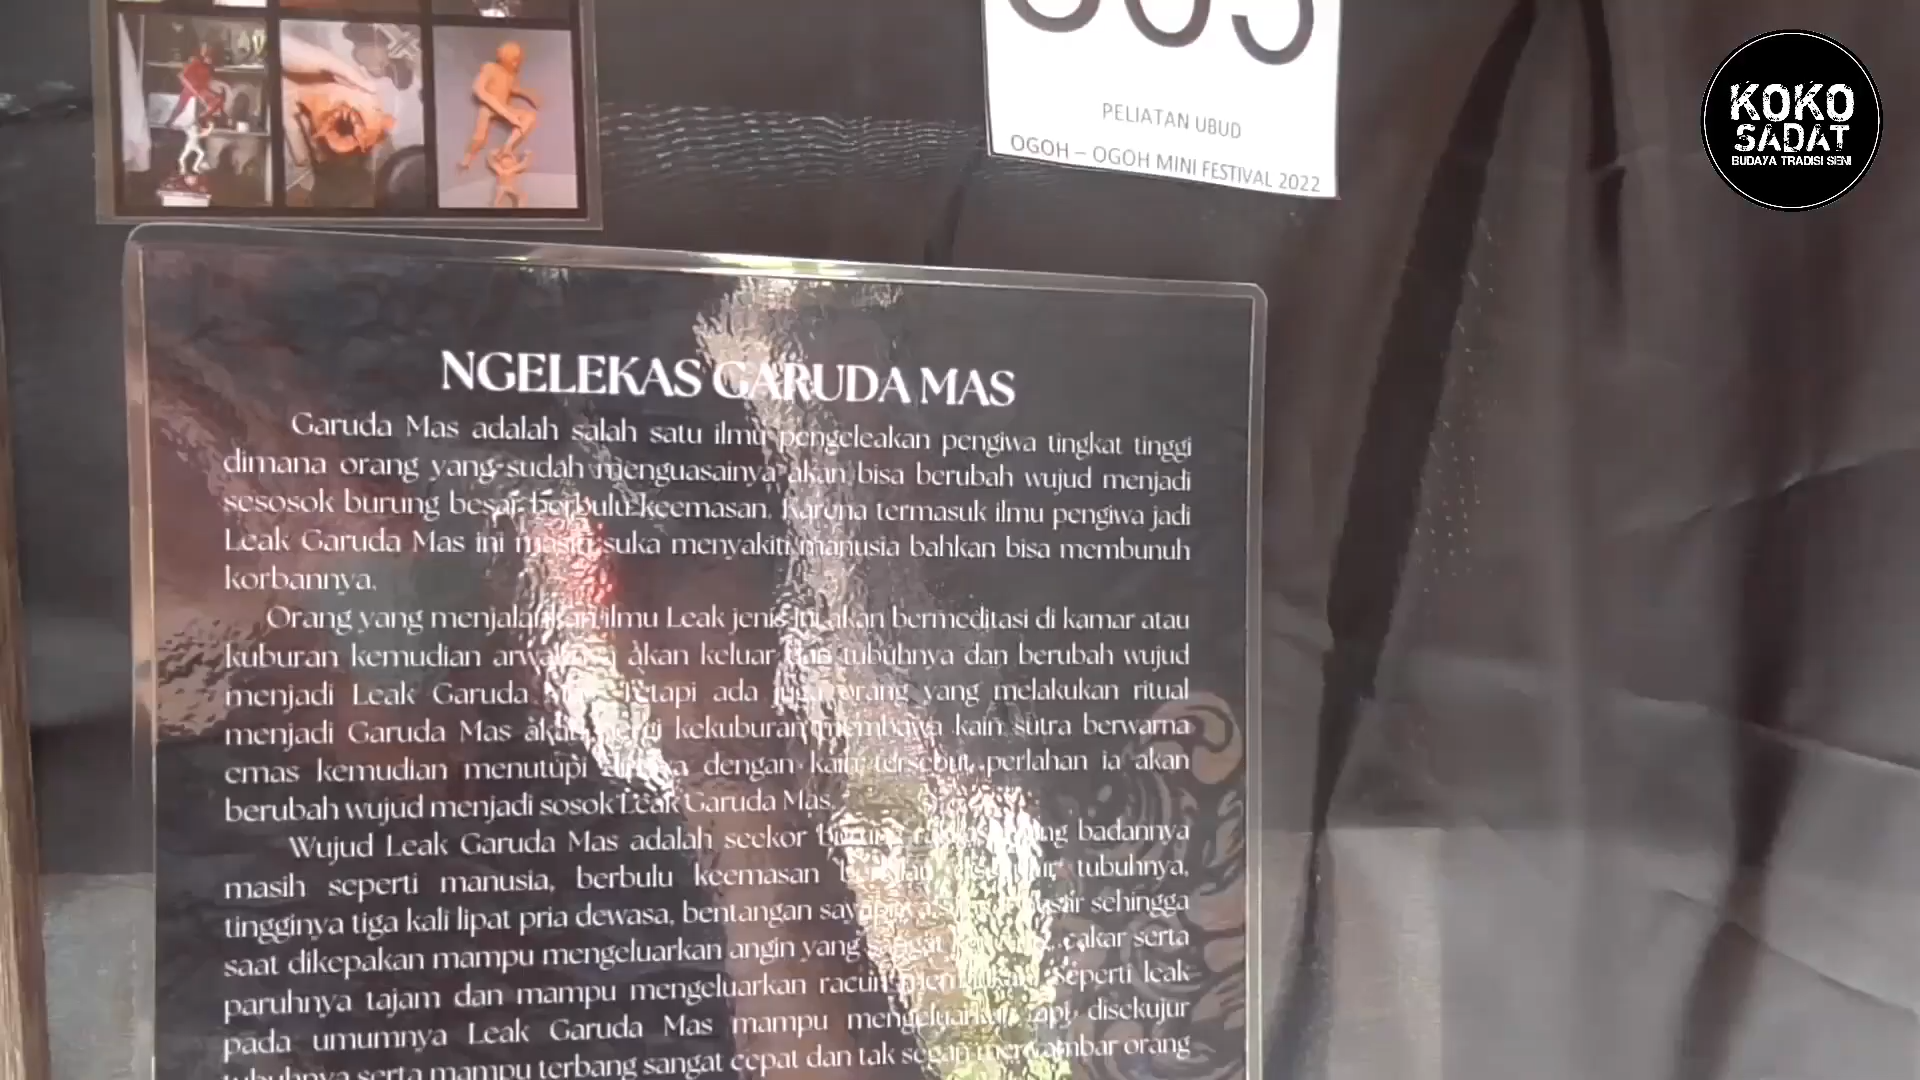 PELIATAN UBUD
OGOH – OGOH MINI FESTIVAL 2022
KOKO
SADAT
BUDAYA TRADISI SENI
NGELEKAS GARUDA MAS
Garuda Mas adalah salah satu ilmu pengeleakan pengiwa tingkat tinggi
dimana orang yang sudah menguasainya akan bisa berubah wujud menjadi
sesosok burung besar berbulu keemasan. Karena termasuk ilmu pengiwa jadi
Leak Garuda Mas ini masih suka menyakiti manusia bahkan bisa membunuh
korbannya.
Orang yang menjalankan ilmu Leak jenis ini akan bermeditasi di kamar atau
kuburan kemudian arwahnya akan keluar dari tubuhnya dan berubah wujud
menjadi Leak Garuda tetapi ada juga orang yang melakukan ritual
menjadi Garuda Mas akan pergi kekuburan membawa kain sutra berwarna
emas kemudian menutupi dirinya dengan kain tersebut, perlahan ia akan
berubah wujud menjadi sosok Leak Garuda Mas.
Wujud Leak Garuda Mas adalah seekor burung badannya
masih seperti manusia, berbulu keemasan tubuhnya,
tingginya tiga kali lipat pria dewasa, bentangan sayapnya besar sehingga
saat dikepakan mampu mengeluarkan angin yang sangat cakar serta
paruhnya tajam dan mampu mengeluarkan racun seperti leak
pada umumnya Leak Garuda Mas mampu mengeluarkan api disekujur
tubuhnya serta mampu terbang sangat cepat dan tak segan menyambar orang